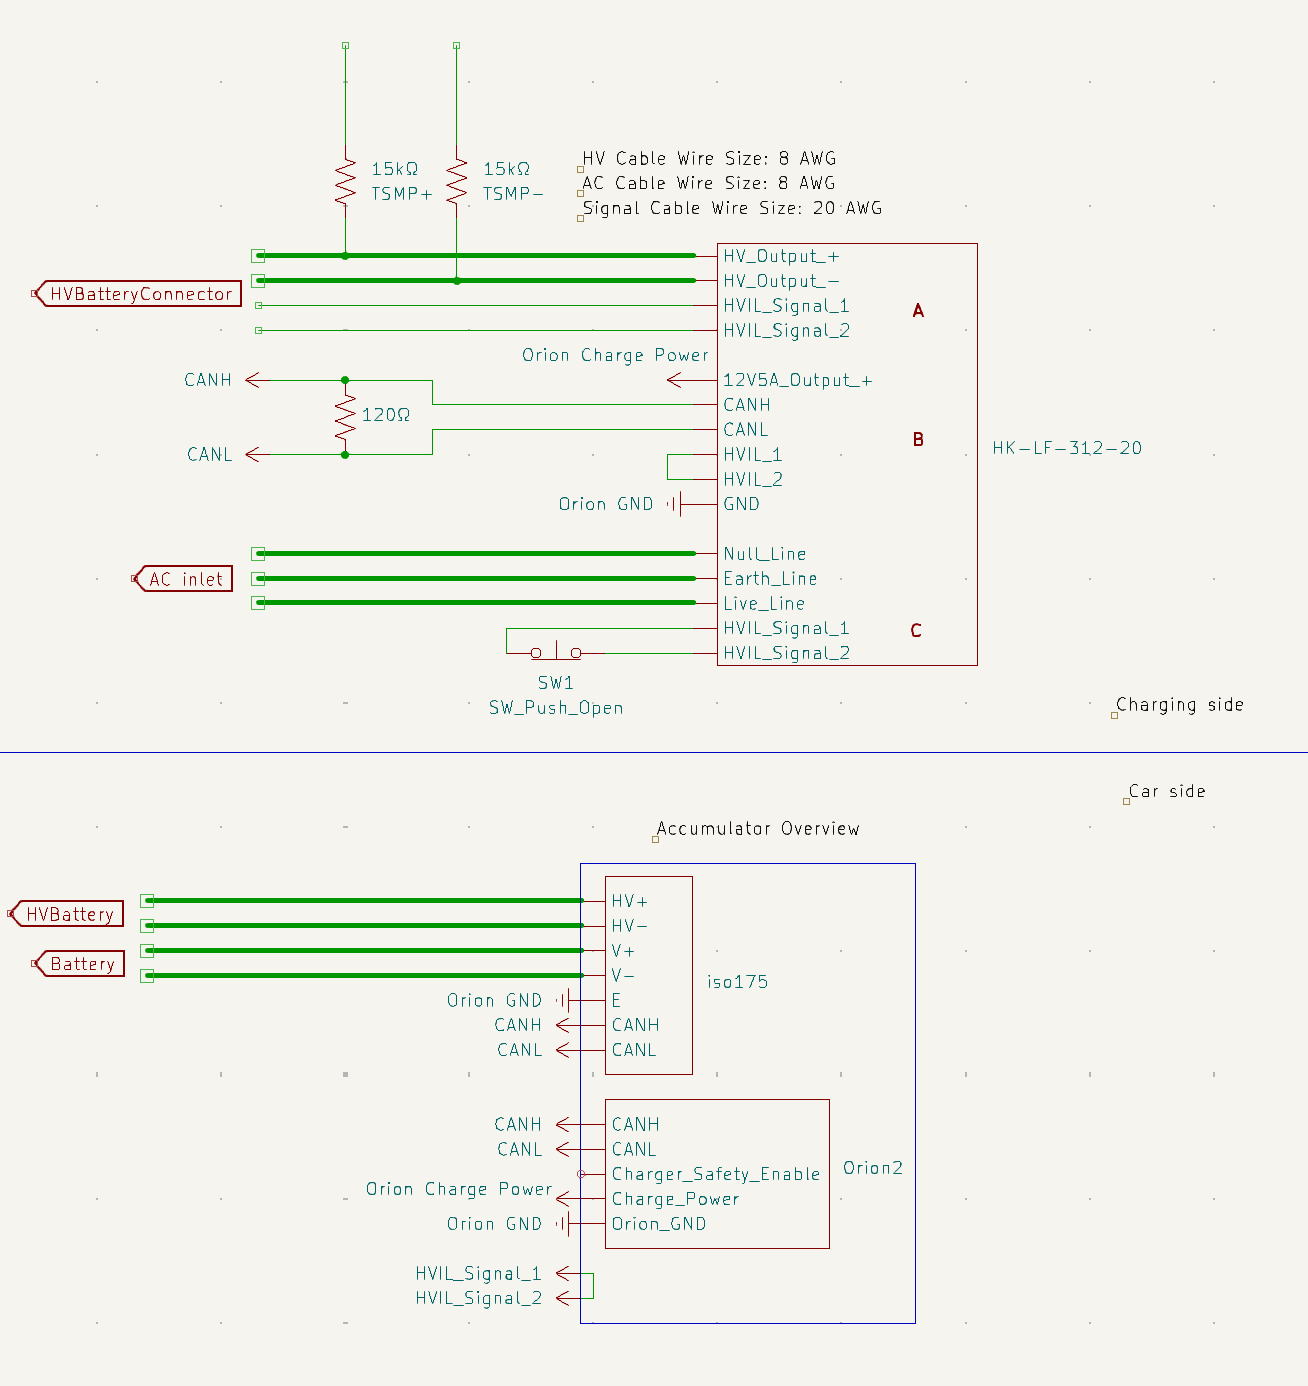 15kΩ
TSMP+
15kΩ
TSMP-
HV Cable Wire Size: 8 AWG
AC Cable Wire Size: 8 AWG
Signal Cable Wire Size: 20 AWG
HVBatteryConnector
HV_Output_+
HV_Output_-
HVIL_Signal_1
HVIL_Signal_2
A
Orion Charge Power
12V5A_Output_+
CANH
CANH
120Ω
CANL
CANL
B
HVIL_1
HVIL_2
Orion GND
GND
HK-LF-312-20
AC inlet
Null_Line
Earth_Line
Live_Line
HVIL_Signal_1
HVIL_Signal_2
C
SW1
SW_Push_Open
Charging side
Car side
Accumulator Overview
HVBattery
Battery
HV+
HV-
V+
V-
iso175
Orion GND
E
CANH
CANH
CANL
CANL
CANH
CANH
CANL
CANL
Charger_Safety_Enable
Orion2
Orion Charge Power
Charge_Power
Orion GND
Orion_GND
HVIL_Signal_1
HVIL_Signal_2